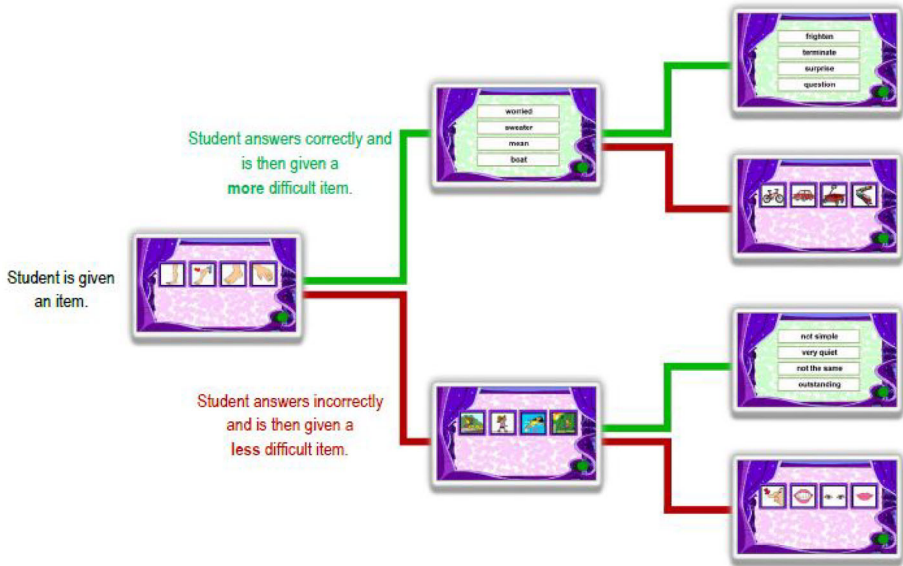 Student is given
an item.
Student answers correctly and
is then given a
more difficult item.
Student answers incorrectly
and is then given a
less difficult item.
worried
sweater
mean
boat
frighten
terminate
surprise
question
not simple
very quiet
not the same
outstanding